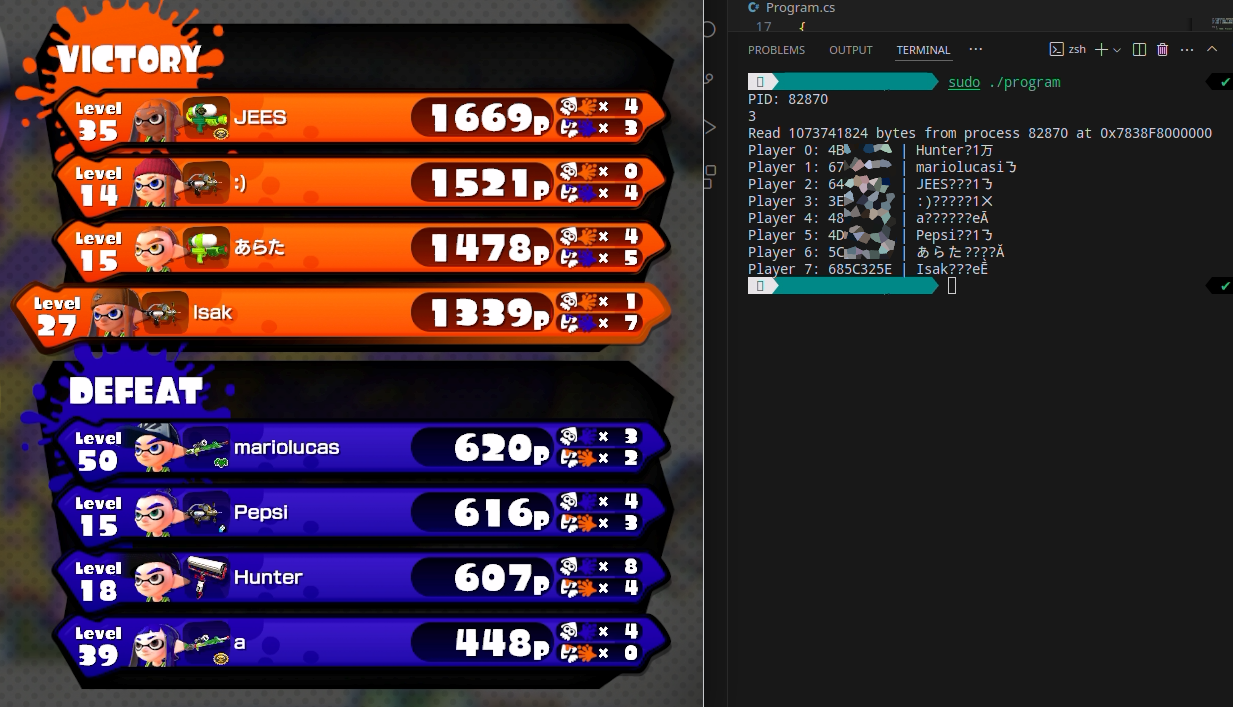 VICTORY
Level 35 JEES 1669p × 4 × 3
Level 14 :) 1521p × 0 × 4
Level 15 あらた 1478p × 4 × 5
Level 27 Isak 1339p × 1 × 7
DEFEAT
Level 50 mariolucas 620p × 3 × 2
Level 15 Pepsi 616p × 4 × 3
Level 18 Hunter 607p × 8 × 4
Level 39 a 448p × 4 × 0
Program.cs
17 {
PROBLEMS OUTPUT TERMINAL ··· zsh
sudo ./program
PID: 82870
3
Read 1073741824 bytes from process 82870 at 0x7838F8000000
Player 0: 4B | Hunter?1万
Player 1: 67 | mariolucasi
Player 2: 64 | JEES???1
Player 3: 3E | :)?????1
Player 4: 48 | a??????eĀ
Player 5: 4D | Pepsi??1
Player 6: 5C | あらた????Ǎ
Player 7: 685C325E | Isak???eȄ